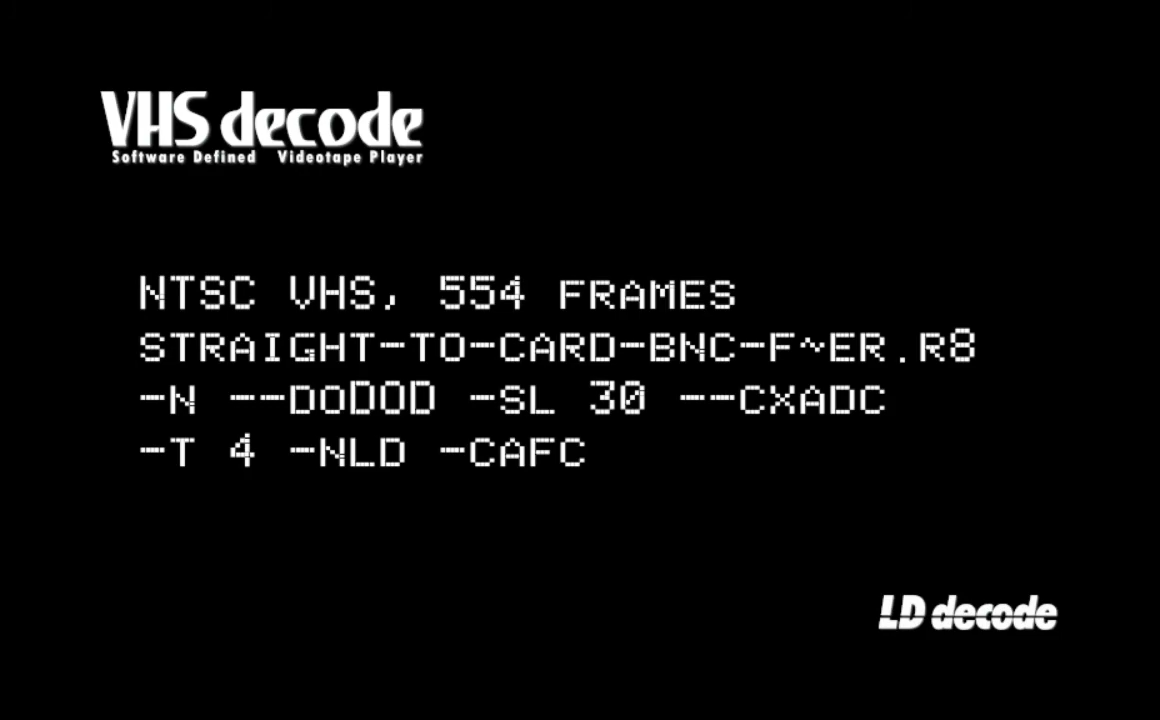 VHS decode
Software Defined Videotape Player
NTSC VHS, 554 FRAMES
STRAIGHT-TO-CARD-BNC-F~ER.R8
-N --DODOD -SL 30 --CXADC
-T 4 -NLD -CAFC
LD decode